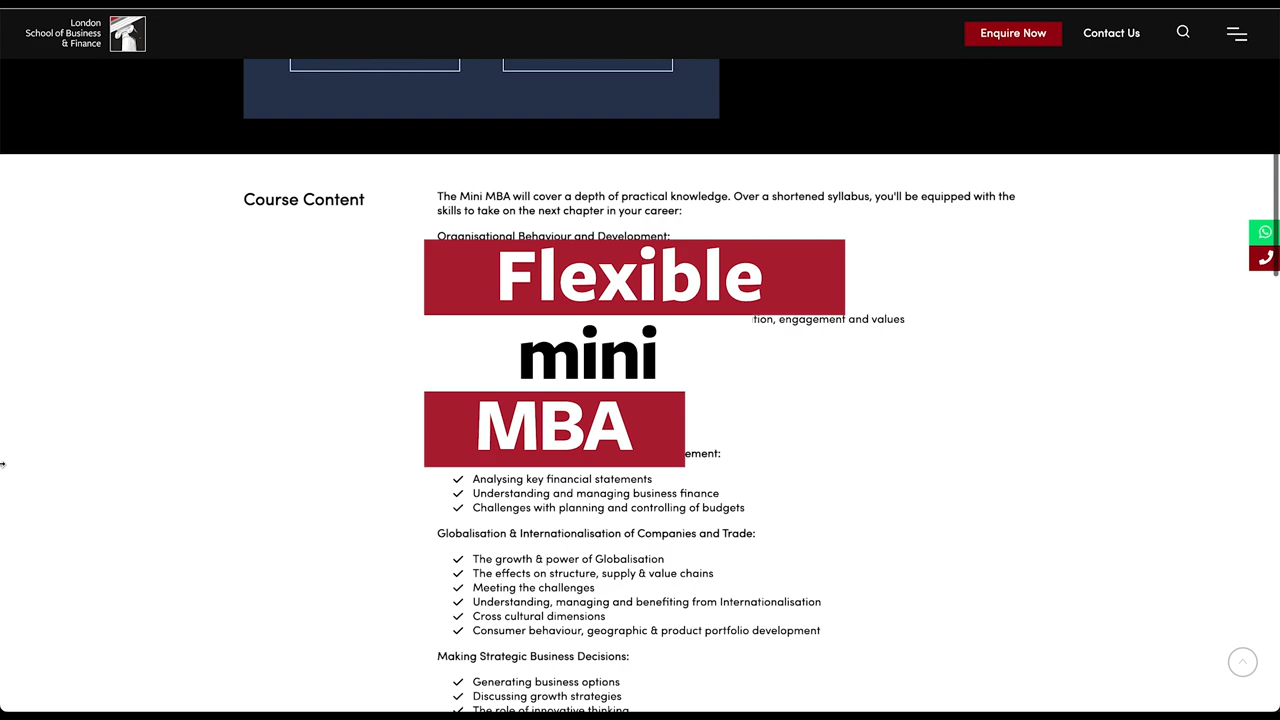 London
School of Business
& Finance
Enquire Now
Contact Us
Course Content
The Mini MBA will cover a depth of practical knowledge. Over a shortened syllabus, you'll be equipped with the
skills to take on the next chapter in your career:
Organisational Behaviour and Development:
Flexible
engagement and values
mini
MBA
Analysing key financial statements
Understanding and managing business finance
Challenges with planning and controlling of budgets
Globalisation & Internationalisation of Companies and Trade:
The growth & power of Globalisation
The effects on structure, supply & value chains
Meeting the challenges
Understanding, managing and benefiting from Internationalisation
Cross cultural dimensions
Consumer behaviour, geographic & product portfolio development
Making Strategic Business Decisions:
Generating business options
Discussing growth strategies
The role of innovative thinking